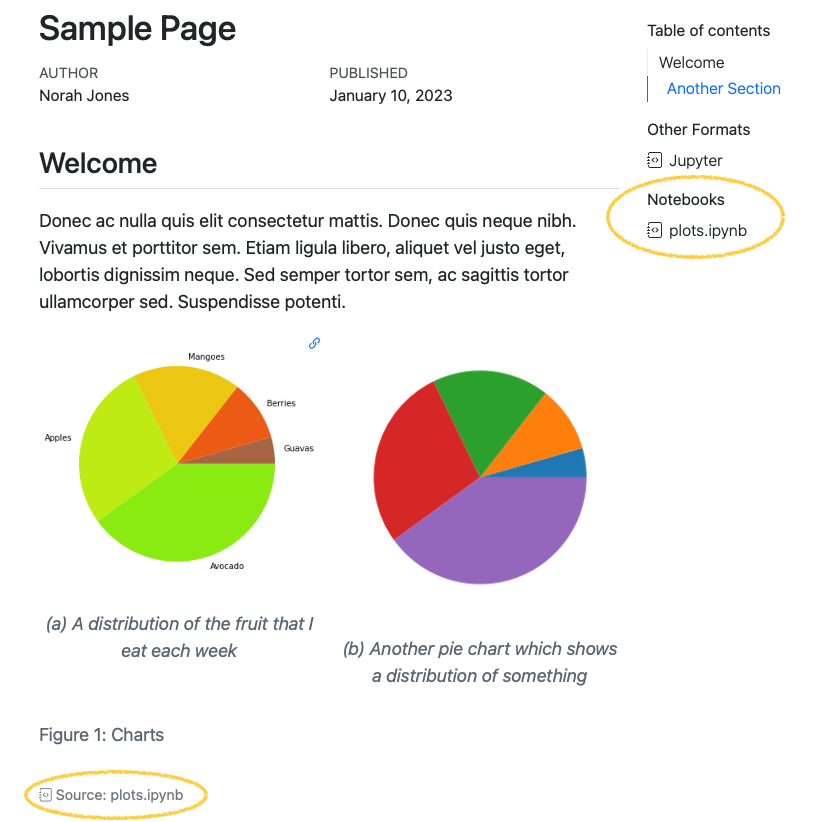 Sample Page
AUTHOR
Norah Jones
PUBLISHED
January 10, 2023
Welcome
Donec ac nulla quis elit consectetur mattis. Donec quis neque nibh.
Vivamus et porttitor sem. Etiam ligula libero, aliquet vel justo eget,
lobortis dignissim neque. Sed semper tortor sem, ac sagittis tortor
ullamcorper sed. Suspendisse potenti.
Mangoes
Berries
Apples
Guavas
Avocado
(a) A distribution of the fruit that I
eat each week
(b) Another pie chart which shows
a distribution of something
Figure 1: Charts
Source: plots.ipynb
Table of contents
Welcome
Another Section
Other Formats
Jupyter
Notebooks
plots.ipynb